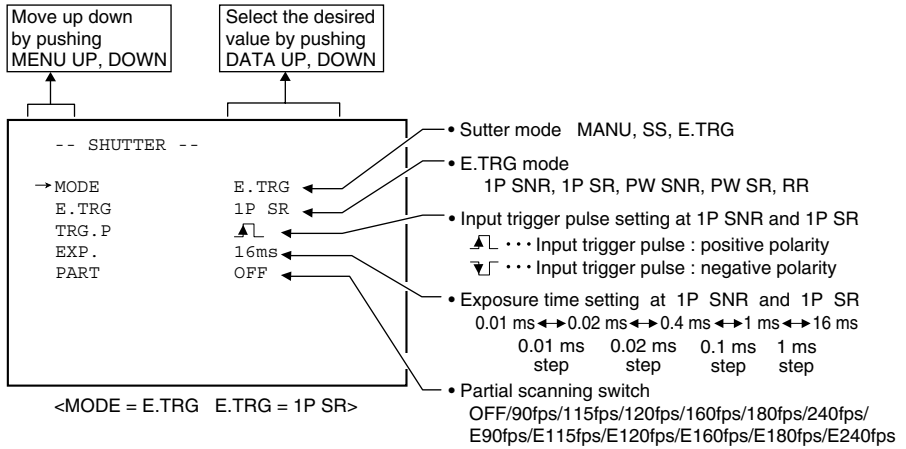 Move up down
by pushing
MENU UP, DOWN
Select the desired
value by pushing
DATA UP, DOWN
-- SHUTTER --
→MODE E.TRG
E.TRG 1P SR
TRG.P
EXP. 16ms
PART OFF
<MODE = E.TRG E.TRG = 1P SR>
• Sutter mode MANU, SS, E.TRG
• E.TRG mode
1P SNR, 1P SR, PW SNR, PW SR, RR
• Input trigger pulse setting at 1P SNR and 1P SR
··· Input trigger pulse : positive polarity
··· Input trigger pulse : negative polarity
• Exposure time setting at 1P SNR and 1P SR
0.01 ms↔0.02 ms↔0.4 ms↔1 ms↔16 ms
0.01 ms 0.02 ms 0.1 ms 1 ms
step step step step
• Partial scanning switch
OFF/90fps/115fps/120fps/160fps/180fps/240fps/
E90fps/E115fps/E120fps/E160fps/E180fps/E240fps